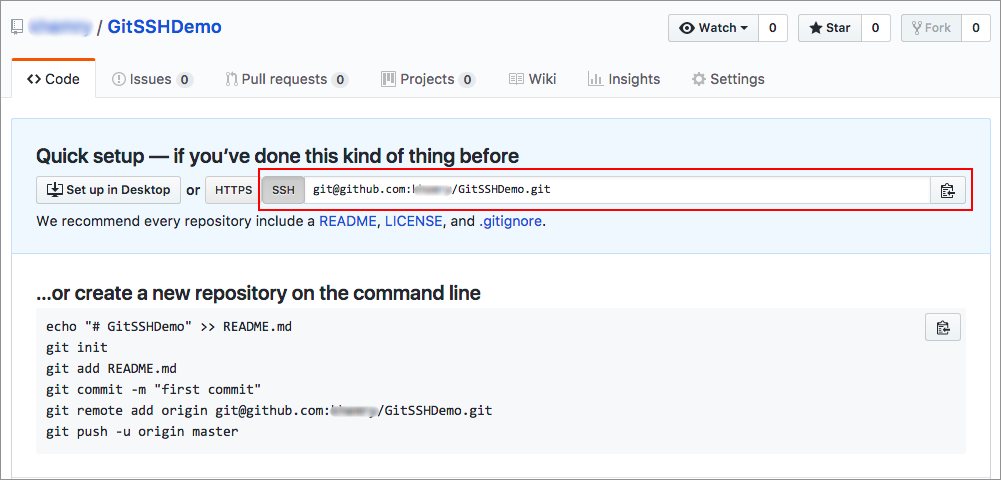 / GitSSHDemo
Watch 0 Star 0 Fork 0
Code Issues 0 Pull requests 0 Projects 0 Wiki Insights Settings
Quick setup — if you’ve done this kind of thing before
Set up in Desktop or HTTPS SSH git@github.com: /GitSSHDemo.git
We recommend every repository include a README, LICENSE, and .gitignore.
...or create a new repository on the command line
echo "# GitSSHDemo" >> README.md
git init
git add README.md
git commit -m "first commit"
git remote add origin git@github.com: /GitSSHDemo.git
git push -u origin master